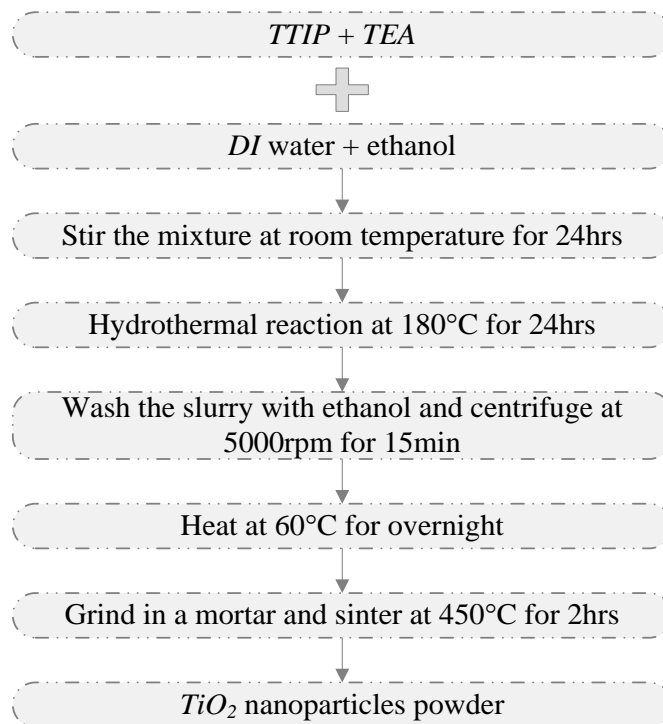 TTIP + TEA
DI water + ethanol
Stir the mixture at room temperature for 24hrs
Hydrothermal reaction at 180°C for 24hrs
Wash the slurry with ethanol and centrifuge at
5000rpm for 15min
Heat at 60°C for overnight
Grind in a mortar and sinter at 450°C for 2hrs
TiO₂ nanoparticles powder